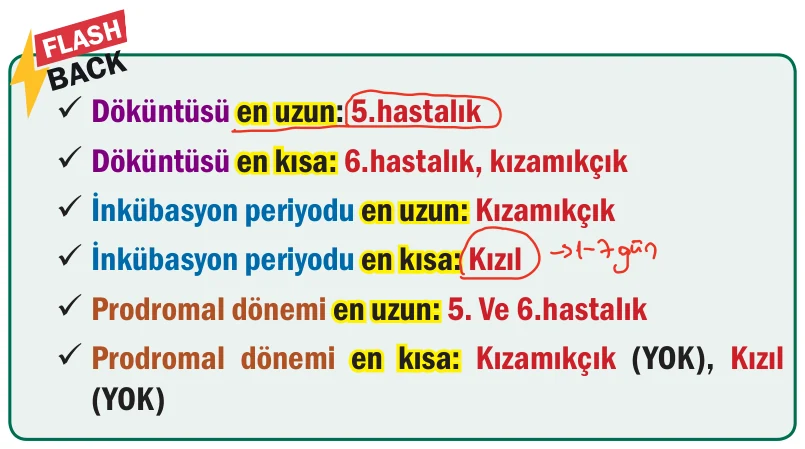 FLASH
BACK
✓ Döküntüsü en uzun: 5.hastalık
✓ Döküntüsü en kısa: 6.hastalık, kızamıkçık
✓ İnkübasyon periyodu en uzun: Kızamıkçık
✓ İnkübasyon periyodu en kısa: Kızıl → 1-7 gün
✓ Prodromal dönemi en uzun: 5. Ve 6.hastalık
✓ Prodromal dönemi en kısa: Kızamıkçık (YOK), Kızıl
(YOK)